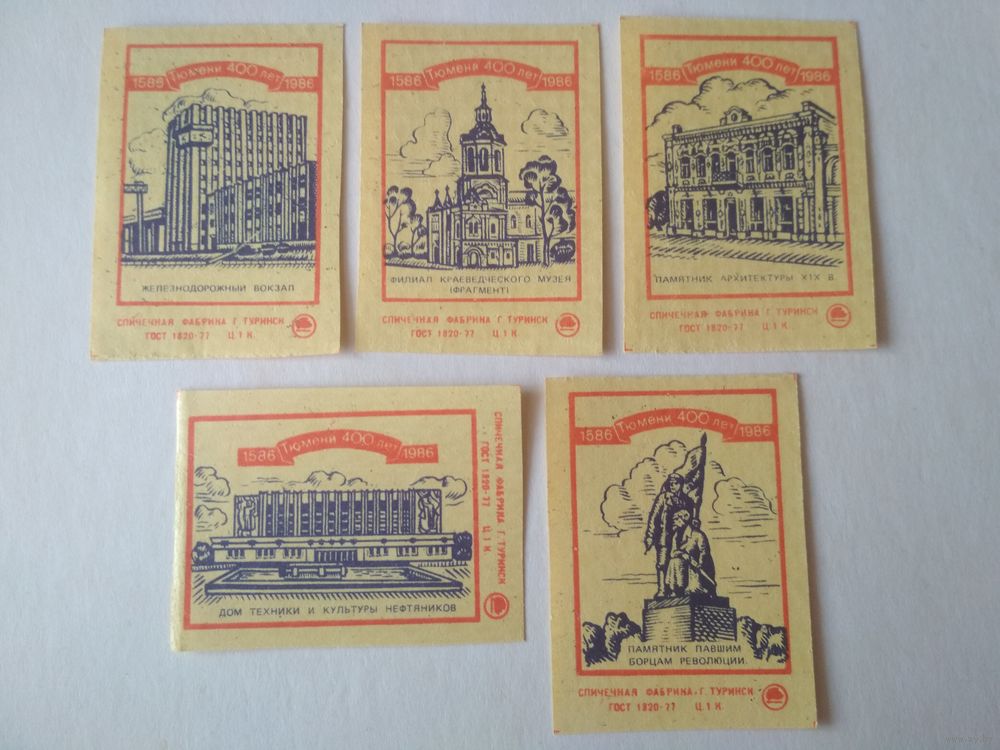 1586 Тюмени 400 лет 1986
ЖЕЛЕЗНОДОРОЖНЫЙ ВОКЗАЛ
СПИЧЕЧНАЯ ФАБРИКА Г. ТУРИНСК
ГОСТ 1820-77 Ц. 1 К.
1586 Тюмени 400 лет 1986
ФИЛИАЛ КРАЕВЕДЧЕСКОГО МУЗЕЯ
(ФРАГМЕНТ)
СПИЧЕЧНАЯ ФАБРИКА Г. ТУРИНСК
ГОСТ 1820-77 Ц. 1 К.
1586 Тюмени 400 лет 1986
ПАМЯТНИК АРХИТЕКТУРЫ XIX В.
СПИЧЕЧНАЯ ФАБРИКА Г. ТУРИНСК
ГОСТ 1820-77 Ц. 1 К.
1586 Тюмени 400 лет 1986
ДОМ ТЕХНИКИ И КУЛЬТУРЫ НЕФТЯНИКОВ
СПИЧЕЧНАЯ ФАБРИКА Г. ТУРИНСК
ГОСТ 1820-77 Ц. 1 К.
1586 Тюмени 400 лет 1986
ПАМЯТНИК ПАВШИМ
БОРЦАМ РЕВОЛЮЦИИ.
СПИЧЕЧНАЯ ФАБРИКА Г. ТУРИНСК
ГОСТ 1820-77 Ц. 1 К.